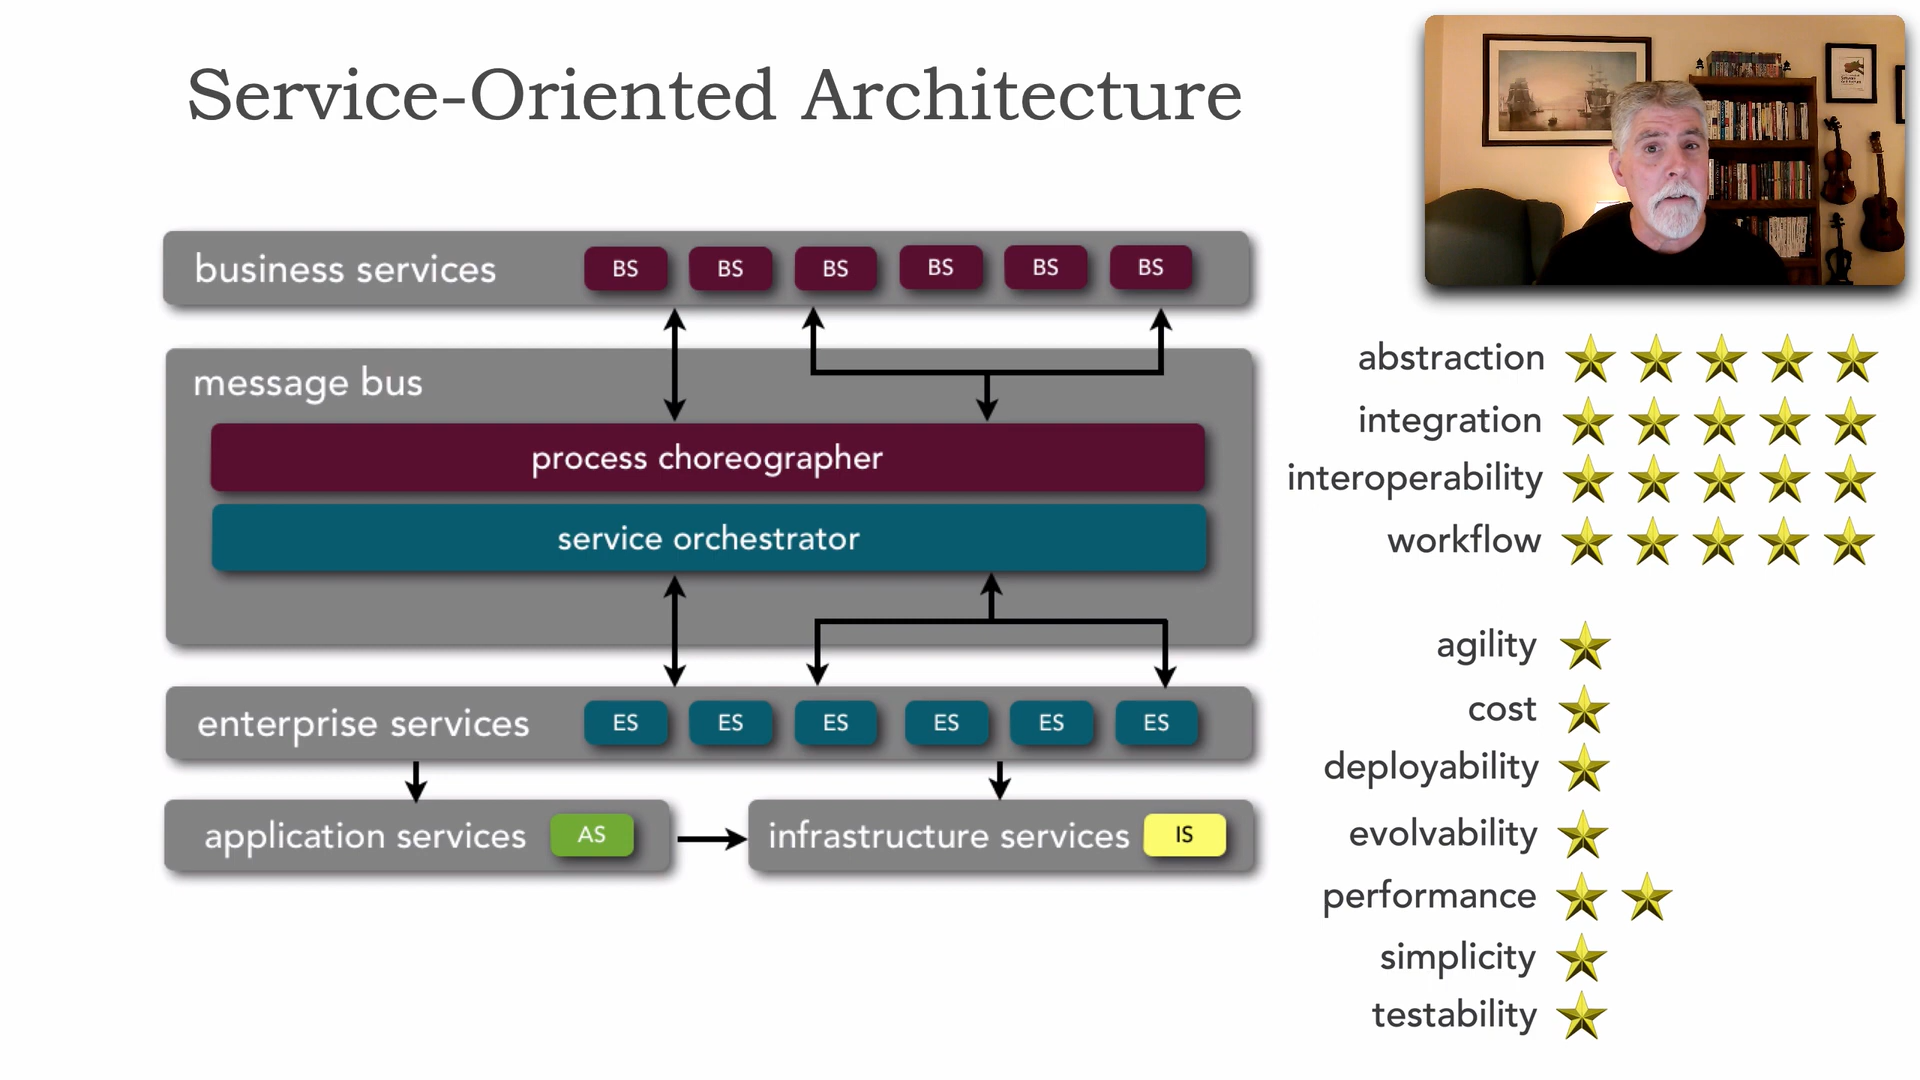 Service-Oriented Architecture
business services BS BS BS BS BS BS
message bus
process choreographer
service orchestrator
enterprise services ES ES ES ES ES ES
application services AS
infrastructure services IS
abstraction
integration
interoperability
workflow
agility
cost
deployability
evolvability
performance
simplicity
testability